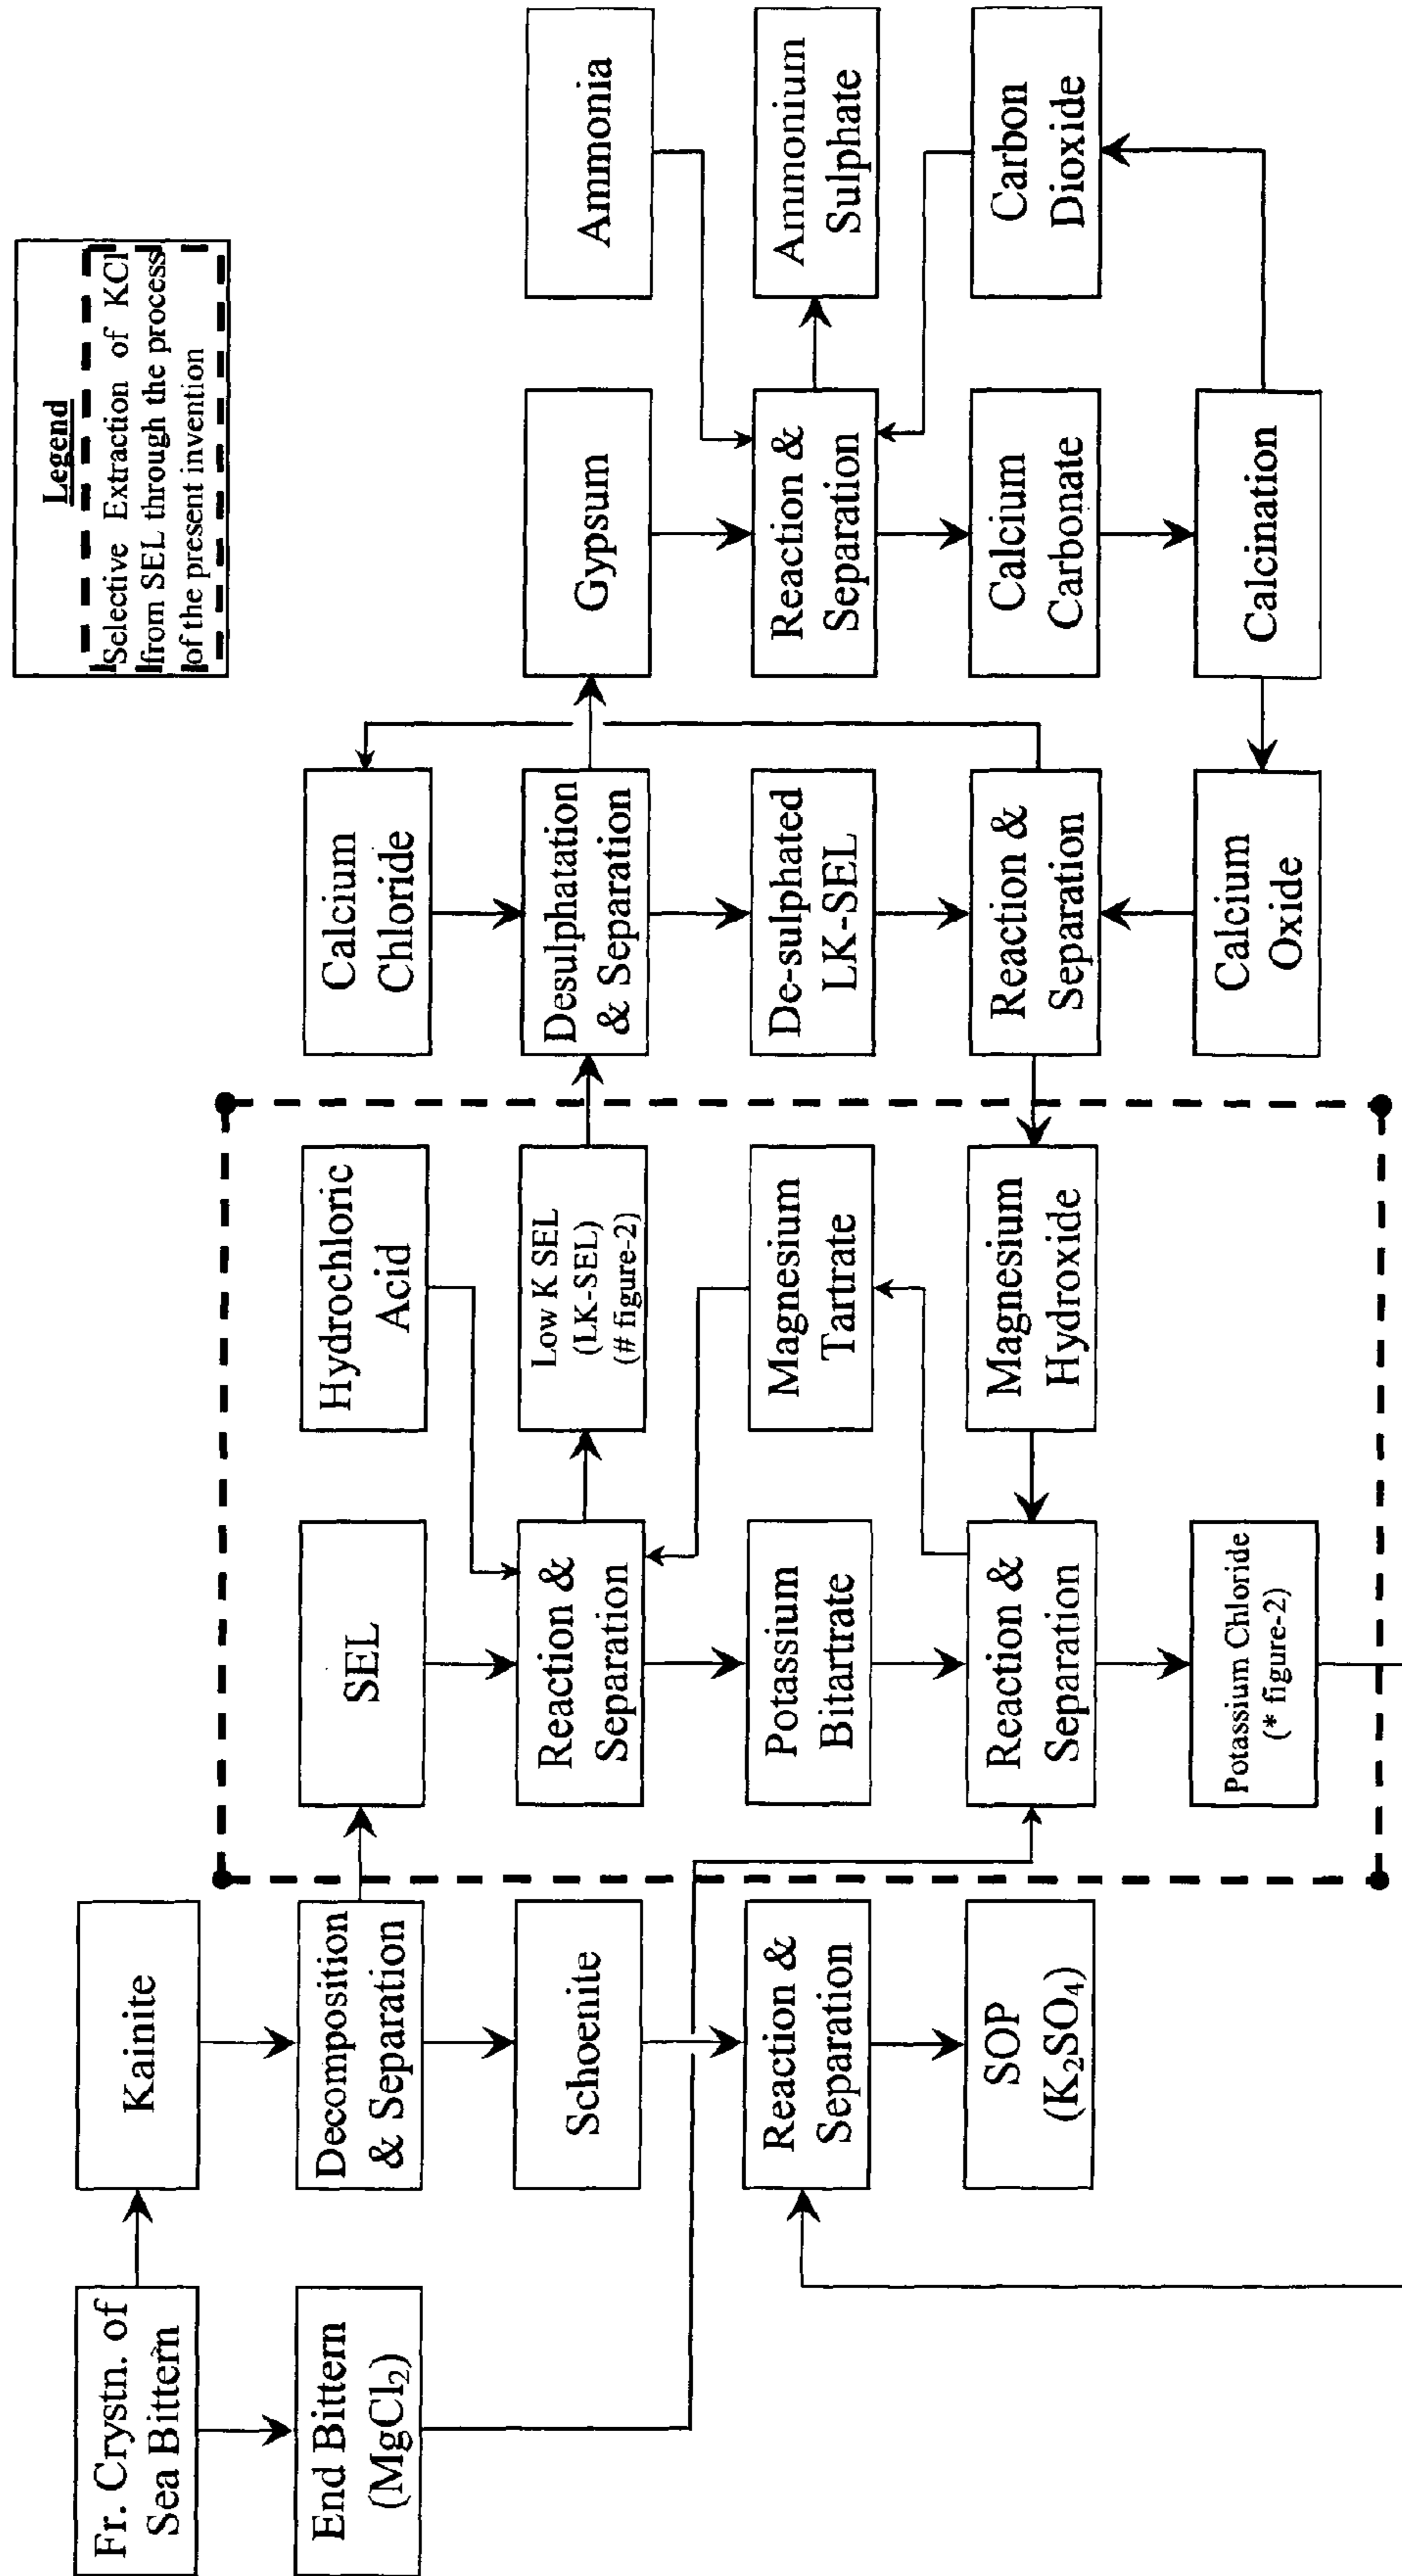 Legend
Selective Extraction of KCl
from SEL through the process
of the present invention
Fr. Crystn. of
Sea Bittern
End Bittern
(MgCl₂)
Kainite
Decomposition
& Separation
Schoenite
Reaction &
Separation
SOP
(K₂SO₄)
SEL
Reaction &
Separation
Potassium
Bitartrate
Reaction &
Separation
Potassium Chloride
(* figure-2)
Hydrochloric
Acid
Low K SEL
(LK-SEL)
(# figure-2)
Magnesium
Tartrate
Magnesium
Hydroxide
Calcium
Chloride
Desulphatation
& Separation
De-sulphated
LK-SEL
Reaction &
Separation
Calcium
Oxide
Gypsum
Reaction &
Separation
Calcium
Carbonate
Calcination
Ammonia
Ammonium
Sulphate
Carbon
Dioxide